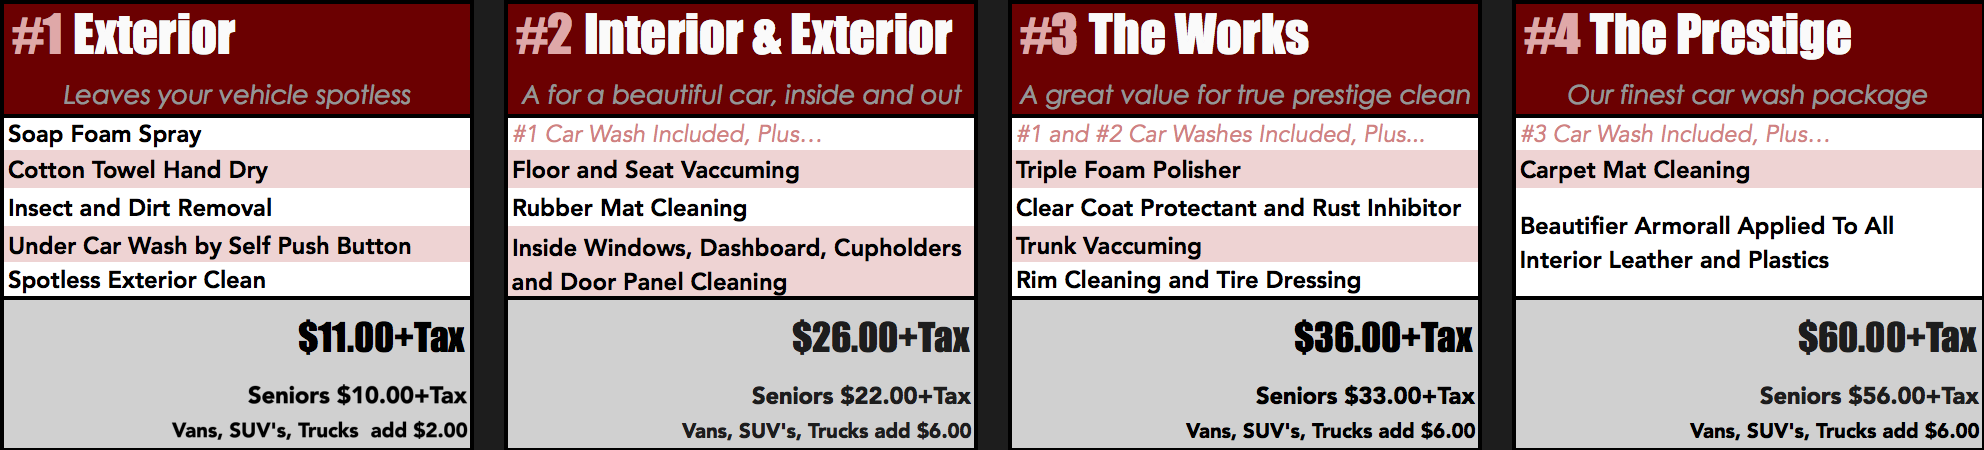 #1 Exterior
Leaves your vehicle spotless
Soap Foam Spray
Cotton Towel Hand Dry
Insect and Dirt Removal
Under Car Wash by Self Push Button
Spotless Exterior Clean
$11.00+Tax
Seniors $10.00+Tax
Vans, SUV's, Trucks  add $2.00
#2 Interior & Exterior
A for a beautiful car, inside and out
#1 Car Wash Included, Plus…
Floor and Seat Vaccuming
Rubber Mat Cleaning
Inside Windows, Dashboard, Cupholders
and Door Panel Cleaning
$26.00+Tax
Seniors $22.00+Tax
Vans, SUV's, Trucks add $6.00
#3 The Works
A great value for true prestige clean
#1 and #2 Car Washes Included, Plus...
Triple Foam Polisher
Clear Coat Protectant and Rust Inhibitor
Trunk Vaccuming
Rim Cleaning and Tire Dressing
$36.00+Tax
Seniors $33.00+Tax
Vans, SUV's, Trucks add $6.00
#4 The Prestige
Our finest car wash package
#3 Car Wash Included, Plus…
Carpet Mat Cleaning
Beautifier Armorall Applied To All
Interior Leather and Plastics
$60.00+Tax
Seniors $56.00+Tax
Vans, SUV's, Trucks add $6.00